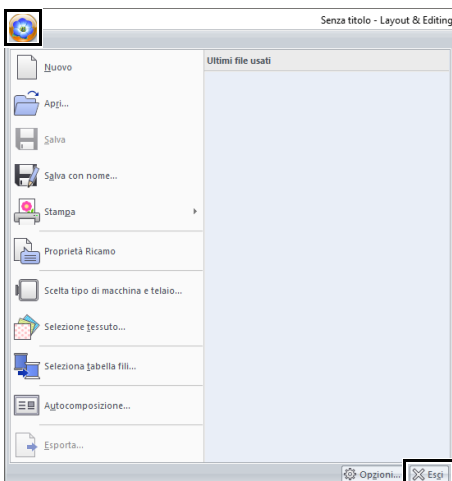 Senza titolo - Layout & Editing
Ultimi file usati
Nuovo
Apri...
Salva
Salva con nome...
Stampa
Proprietà Ricamo
Scelta tipo di macchina e telaio...
Selezione tessuto...
Seleziona tabella fili...
Autocomposizione...
Esporta...
Opzioni...
Esci